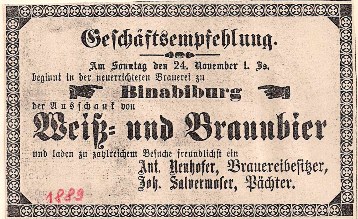 Geschäftsempfehlung.
Am Sonntag den 24. November l. Js.
beginnt in der neuerrichteten Brauerei zu
Binabiburg
der Ausschank von
Weiß- und Braunbier
und laden zu zahlreichem Besuche freundlichst ein
Ant. Neuhofer, Brauereibesitzer,
Joh. Salvermoser, Pächter.
1889